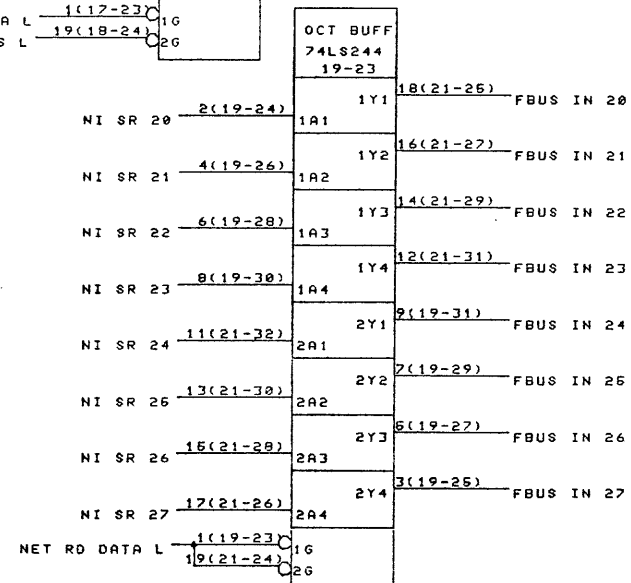 A L 1(17-23) 1G
S L 19(18-24) 2G
OCT BUFF
74LS244
19-23
1Y1 18(21-25) FBUS IN 20
NI SR 20 2(19-24) 1A1
1Y2 16(21-27) FBUS IN 21
NI SR 21 4(19-26) 1A2
1Y3 14(21-29) FBUS IN 22
NI SR 22 6(19-28) 1A3
1Y4 12(21-31) FBUS IN 23
NI SR 23 8(19-30) 1A4
2Y1 9(19-31) FBUS IN 24
NI SR 24 11(21-32) 2A1
2Y2 7(19-29) FBUS IN 25
NI SR 25 13(21-30) 2A2
2Y3 5(19-27) FBUS IN 26
NI SR 26 15(21-28) 2A3
2Y4 3(19-25) FBUS IN 27
NI SR 27 17(21-26) 2A4
NET RD DATA L 1(19-23) 1G
19(21-24) 2G